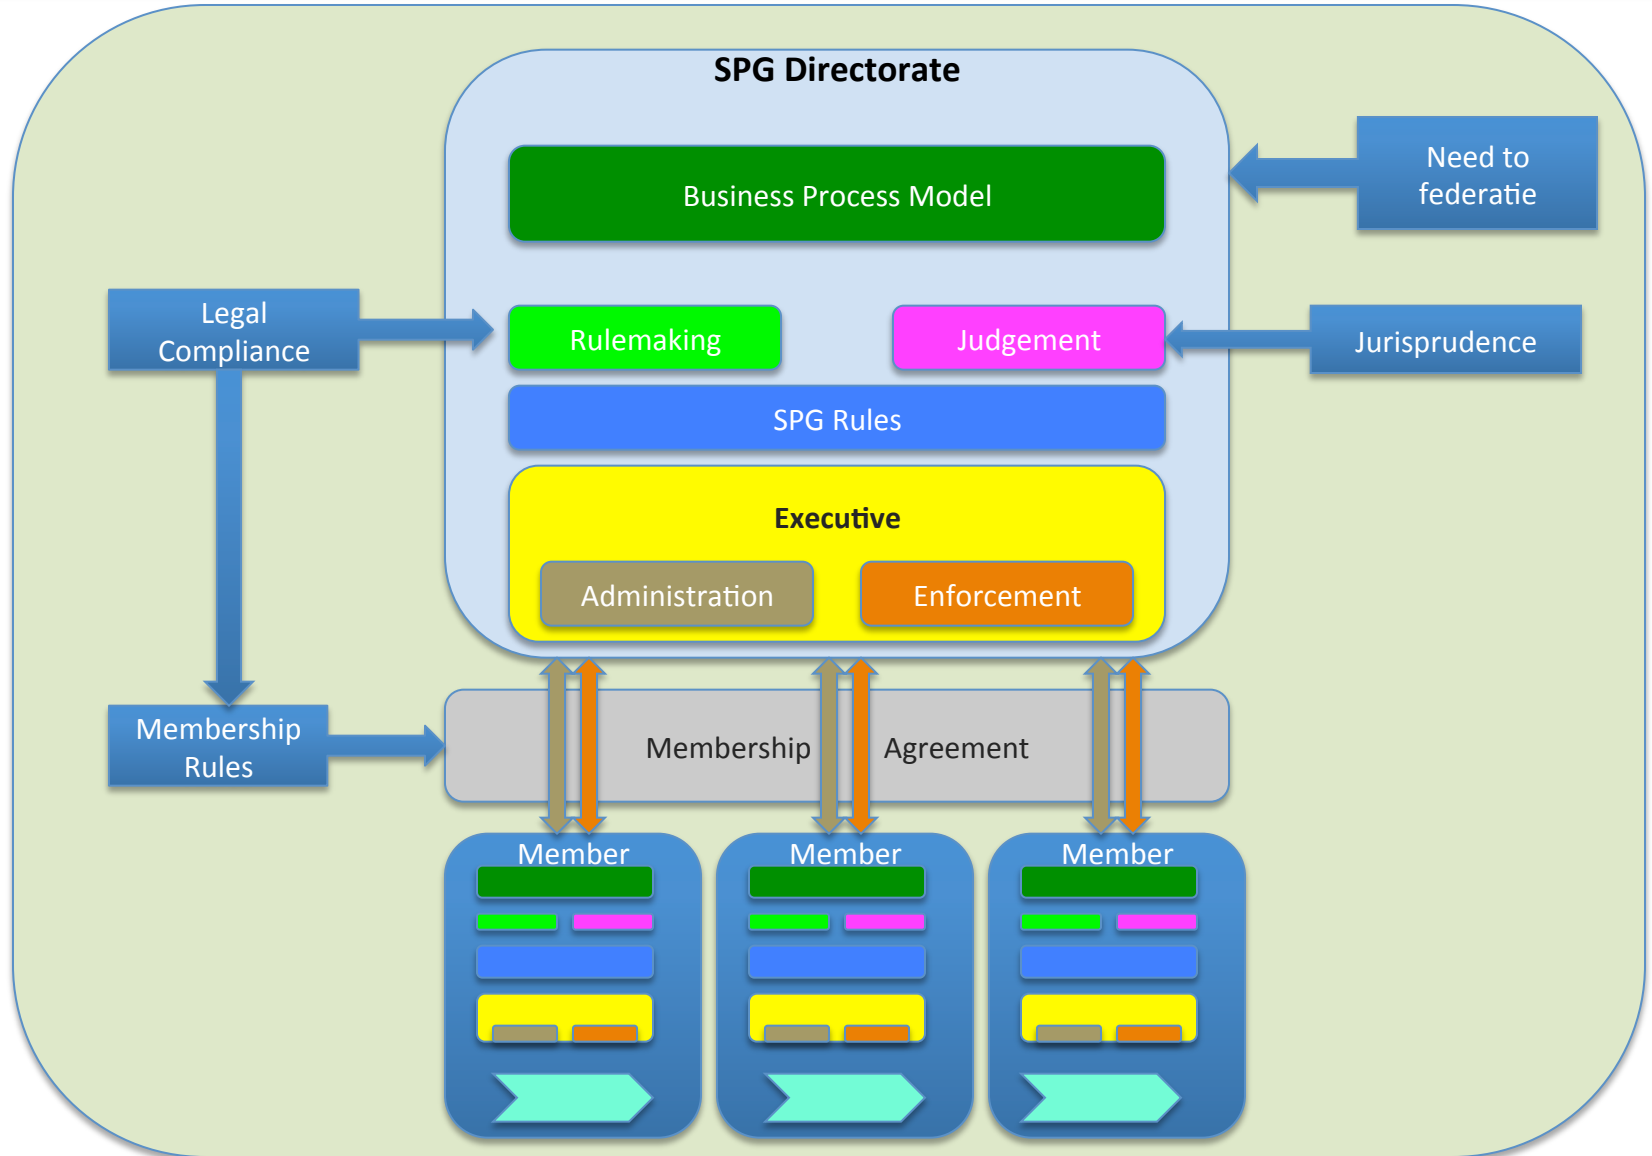 SPG Directorate
Business Process Model
Need to
federatie
Legal
Compliance
Rulemaking
Judgement
Jurisprudence
SPG Rules
Executive
Administration
Enforcement
Membership
Rules
Membership Agreement
Member
Member
Member